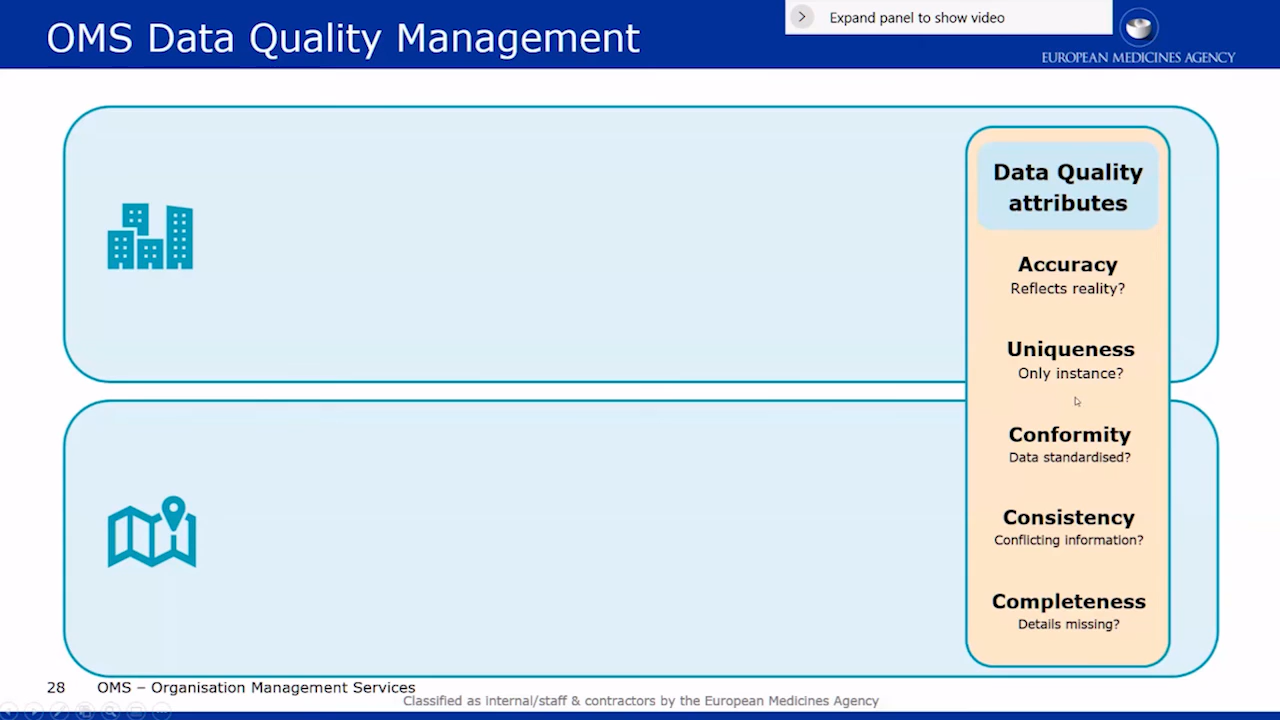 OMS Data Quality Management
Expand panel to show video
EUROPEAN MEDICINES AGENCY
Data Quality
attributes
Accuracy
Reflects reality?
Uniqueness
Only instance?
Conformity
Data standardised?
Consistency
Conflicting information?
Completeness
Details missing?
28 OMS – Organisation Management Services
Classified as internal/staff & contractors by the European Medicines Agency